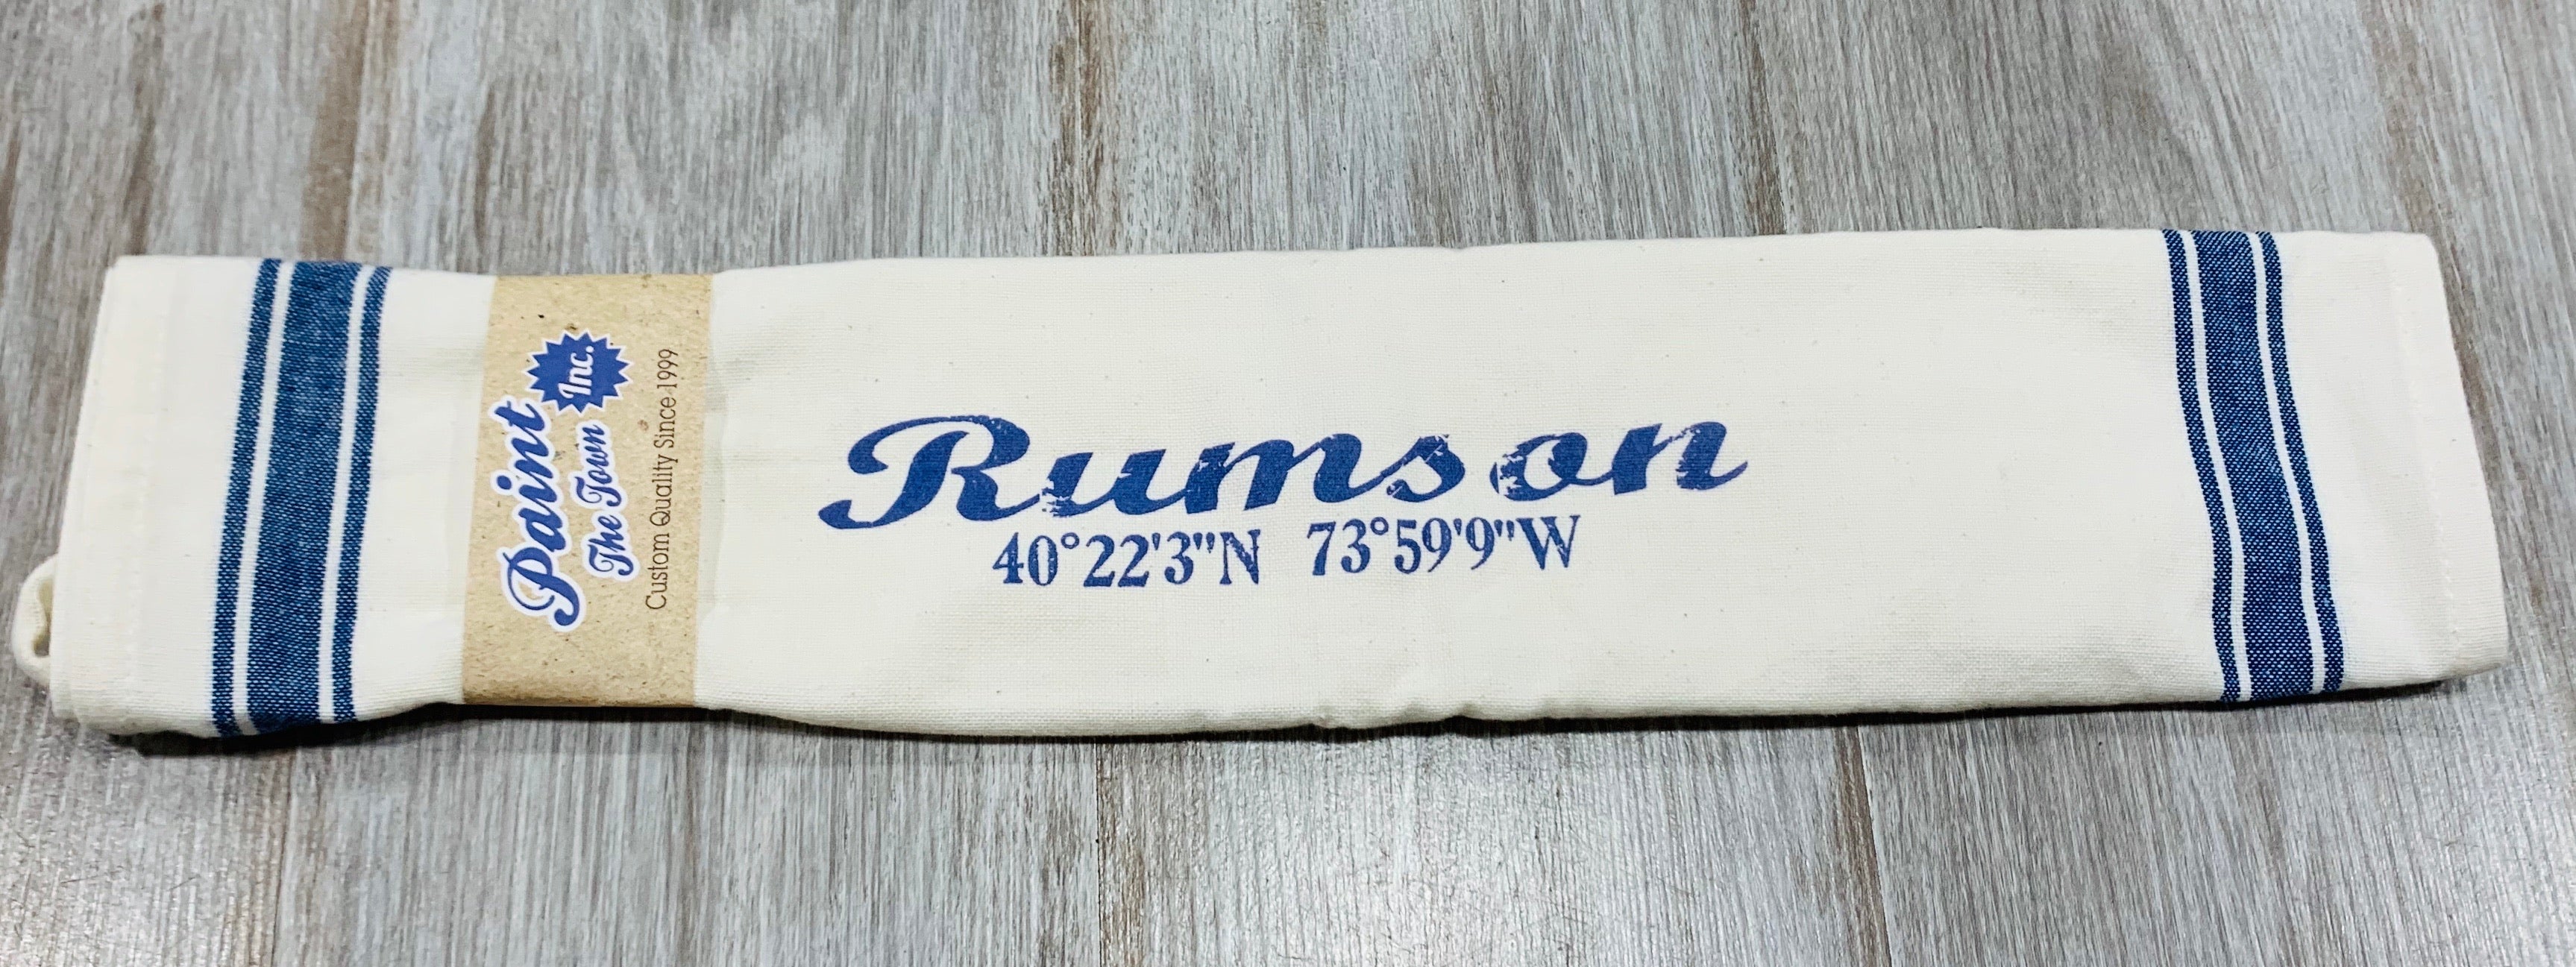 Paint
The Town
Inc.
Custom Quality Since 1999
Rumson
40°22'3"N 73°59'9"W